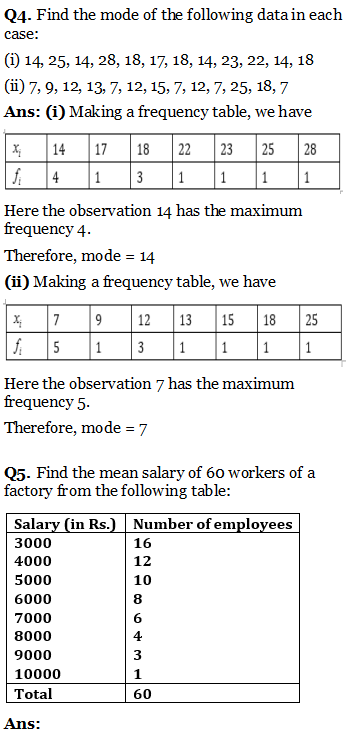 Q4. Find the mode of the following data in each
case:
(i) 14, 25, 14, 28, 18, 17, 18, 14, 23, 22, 14, 18
(ii) 7, 9, 12, 13, 7, 12, 15, 7, 12, 7, 25, 18, 7
Ans: (i) Making a frequency table, we have
xᵢ 14 17 18 22 23 25 28
fᵢ 4 1 3 1 1 1 1
Here the observation 14 has the maximum
frequency 4.
Therefore, mode = 14
(ii) Making a frequency table, we have
xᵢ 7 9 12 13 15 18 25
fᵢ 5 1 3 1 1 1 1
Here the observation 7 has the maximum
frequency 5.
Therefore, mode = 7
Q5. Find the mean salary of 60 workers of a
factory from the following table:
Salary (in Rs.) Number of employees
3000 16
4000 12
5000 10
6000 8
7000 6
8000 4
9000 3
10000 1
Total 60
Ans: